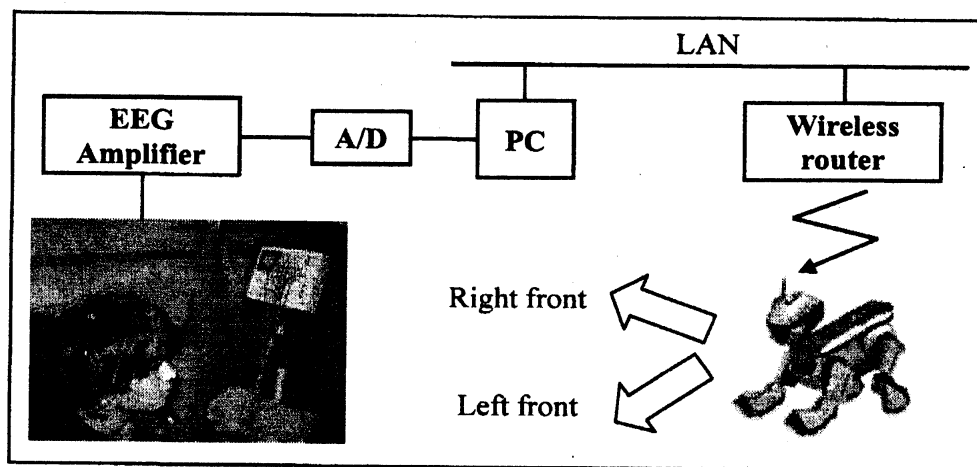 LAN
EEG
Amplifier
A/D
PC
Wireless
router
Right front
Left front